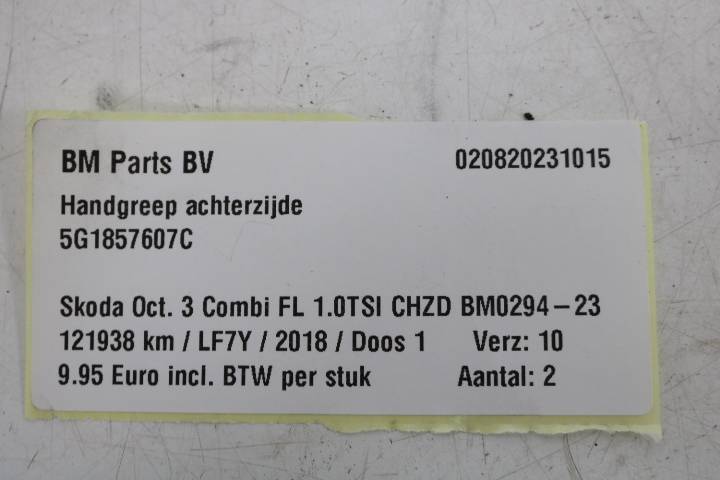 BM Parts BV 020820231015
Handgreep achterzijde
5G1857607C
Skoda Oct. 3 Combi FL 1.0TSI CHZD BM0294-23
121938 km / LF7Y / 2018 / Doos 1 Verz: 10
9.95 Euro incl. BTW per stuk Aantal: 2